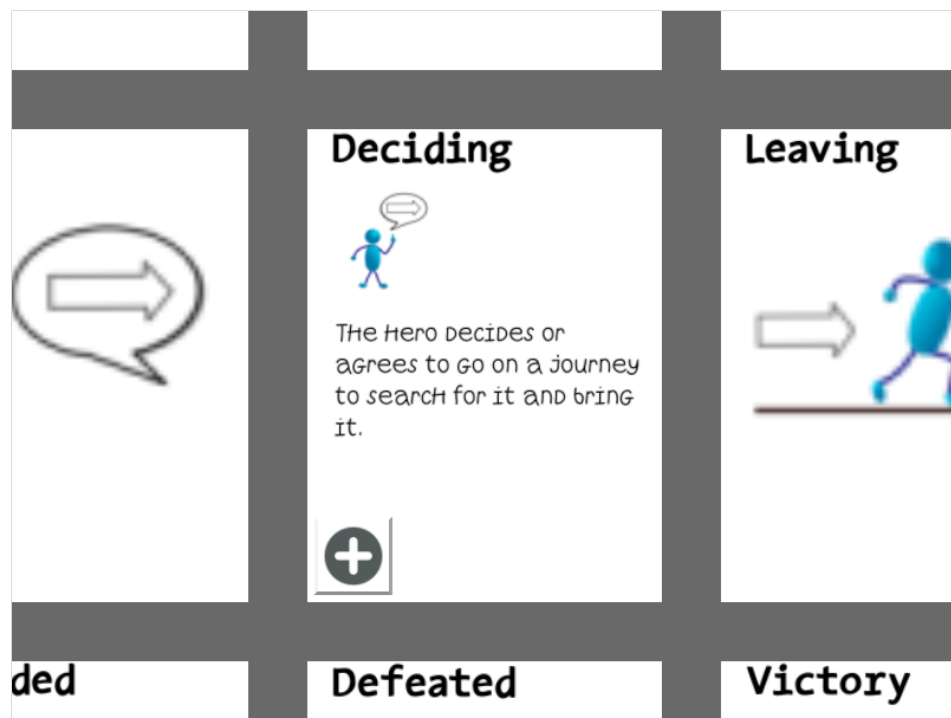 Deciding
Leaving
The Hero decides or
agrees to go on a journey
to search for it and bring
it.
ded
Defeated
Victory